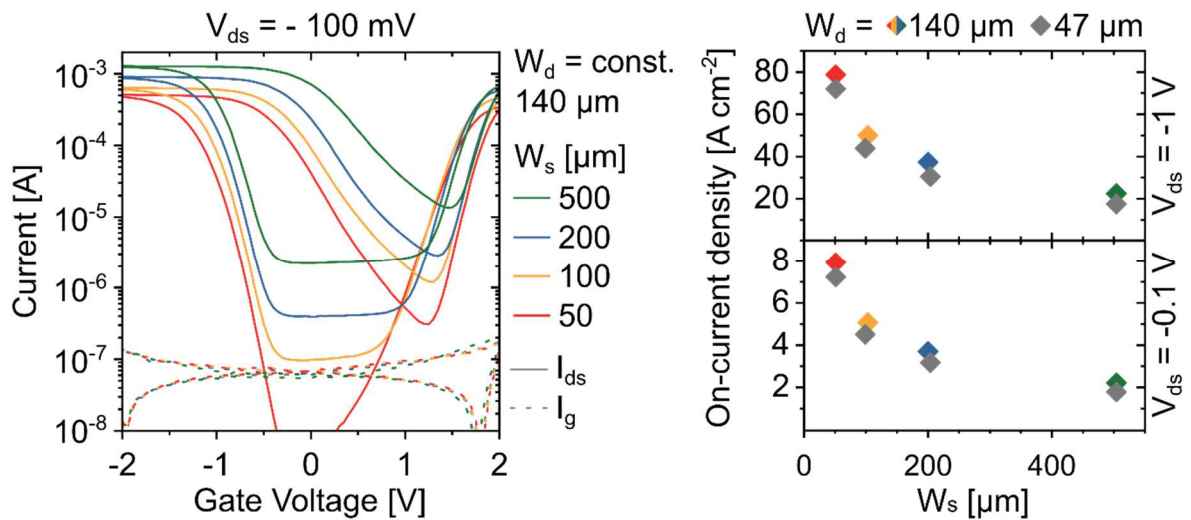 V_ds = - 100 mV
10^-3
10^-4
10^-5
10^-6
10^-7
10^-8
Current [A]
-2 -1 0 1 2
Gate Voltage [V]
W_d = const.
140 µm
W_s [µm]
500
200
100
50
I_ds
I_g
W_d = 140 µm 47 µm
80
60
40
20
8
6
4
2
On-current density [A cm^-2]
V_ds = -1 V
V_ds = -0.1 V
0 200 400
W_s [µm]